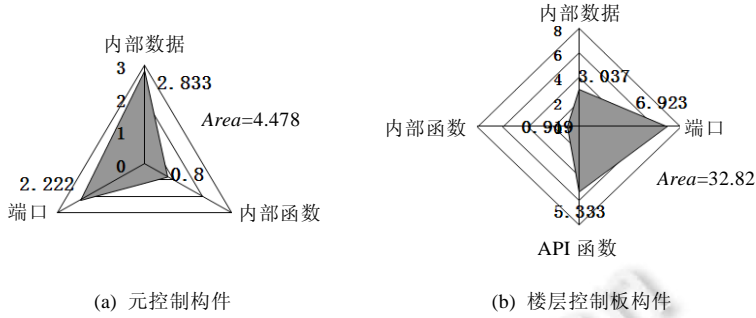 内部数据
3
2.833
2
Area=4.478
1
0
2.222
0.8
端口
内部函数
(a) 元控制构件
内部数据
8
6
4
3.037
6.923
2
内部函数
端口
Area=32.82
5.333
API 函数
(b) 楼层控制板构件